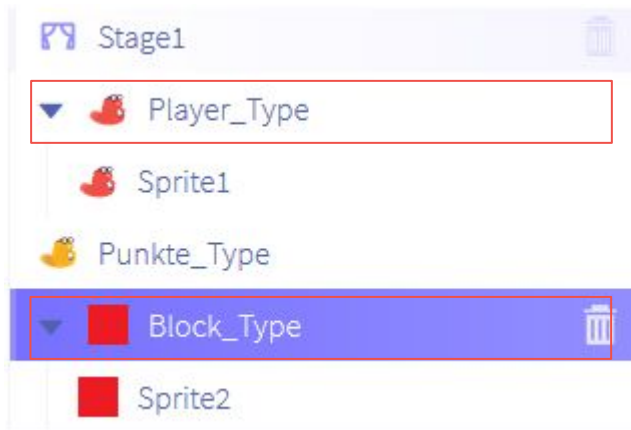 Stage1
Player_Type
Sprite1
Punkte_Type
Block_Type
Sprite2